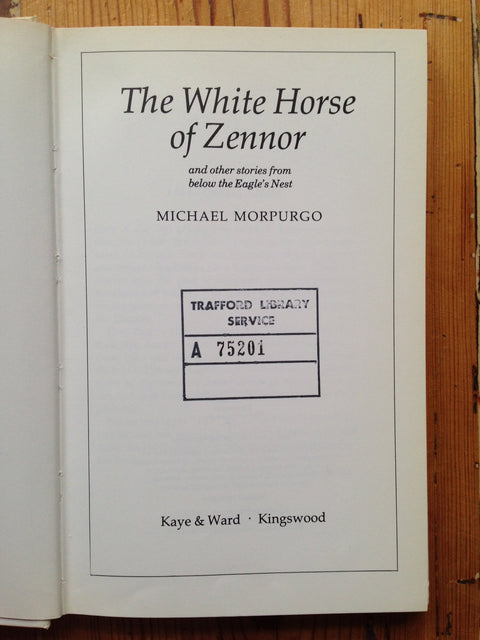 The White Horse
of Zennor
and other stories from
below the Eagle's Nest
MICHAEL MORPURGO
TRAFFORD LIBRARY
SERVICE
A 75201
Kaye & Ward · Kingswood